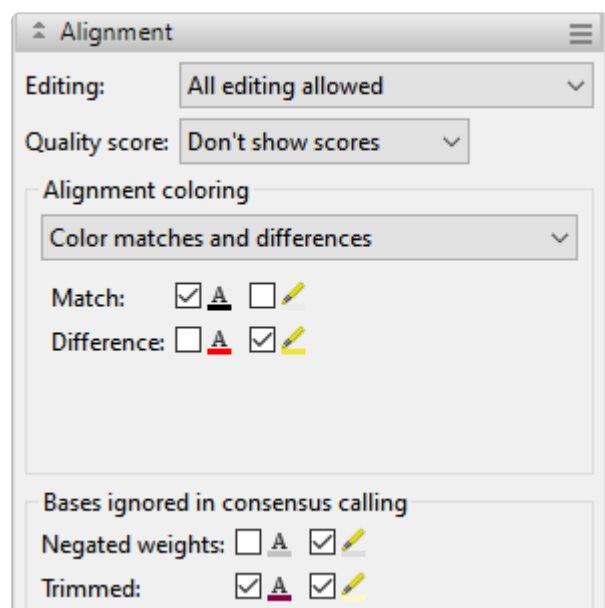 Alignment
Editing: All editing allowed
Quality score: Don't show scores
Alignment coloring
Color matches and differences
Match: A
Difference: A
Bases ignored in consensus calling
Negated weights: A
Trimmed: A